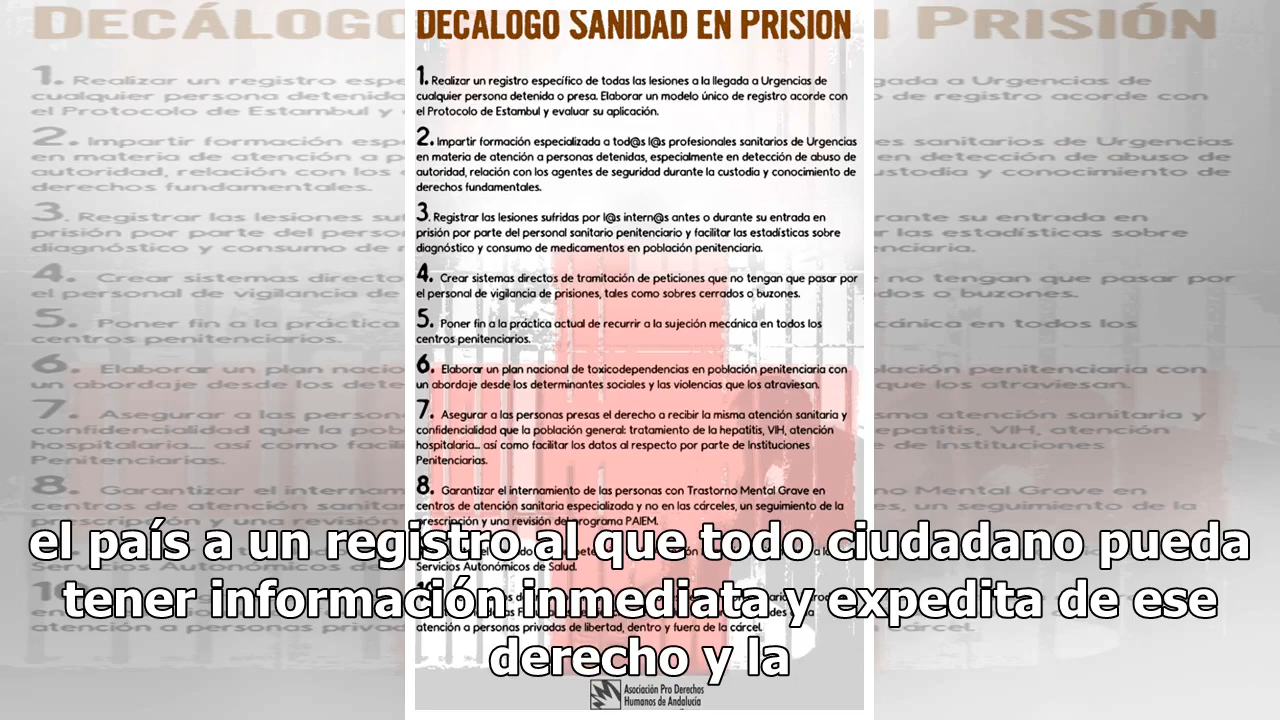 DECÁLOGO SANIDAD EN PRISIÓN
1. Realizar un registro específico de todas las lesiones a la llegada a Urgencias de
cualquier persona detenida o presa. Elaborar un modelo único de registro acorde con
el Protocolo de Estambul y evaluar su aplicación.
2. Impartir formación especializada a tod@s l@s profesionales sanitarios de Urgencias
en materia de atención a personas detenidas, especialmente en detección de abuso de
autoridad, relación con los agentes de seguridad durante la custodia y conocimiento de
derechos fundamentales.
3. Registrar las lesiones sufridas por l@s intern@s antes o durante su entrada en
prisión por parte del personal sanitario penitenciario y facilitar las estadísticas sobre
diagnóstico y consumo de medicamentos en población penitenciaria.
4. Crear sistemas directos de tramitación de peticiones que no tengan que pasar por
el personal de vigilancia de prisiones, tales como sobres cerrados o buzones.
5. Poner fin a la práctica actual de recurrir a la sujeción mecánica en todos los
centros penitenciarios.
6. Elaborar un plan nacional de toxicodependencias en población penitenciaria con
un abordaje desde los determinantes sociales y las violencias que los atraviesan.
7. Asegurar a las personas presas el derecho a recibir la misma atención sanitaria y
confidencialidad que la población general: tratamiento de la hepatitis, VIH, atención
hospitalaria... así como facilitar los datos al respecto por parte de Instituciones
Penitenciarias.
8. Garantizar el internamiento de las personas con Trastorno Mental Grave en
centros de atención sanitaria especializada y no en las cárceles, un seguimiento de la
prescripción y una revisión del programa PAIEM.
el país a un registro al que todo ciudadano pueda
Servicios Autonómicos de Salud.
tener información inmediata y expedita de ese
atención a personas privadas de libertad, dentro y fuera de la cárcel.
derecho y la
Asociación Pro Derechos
Humanos de Andalucía